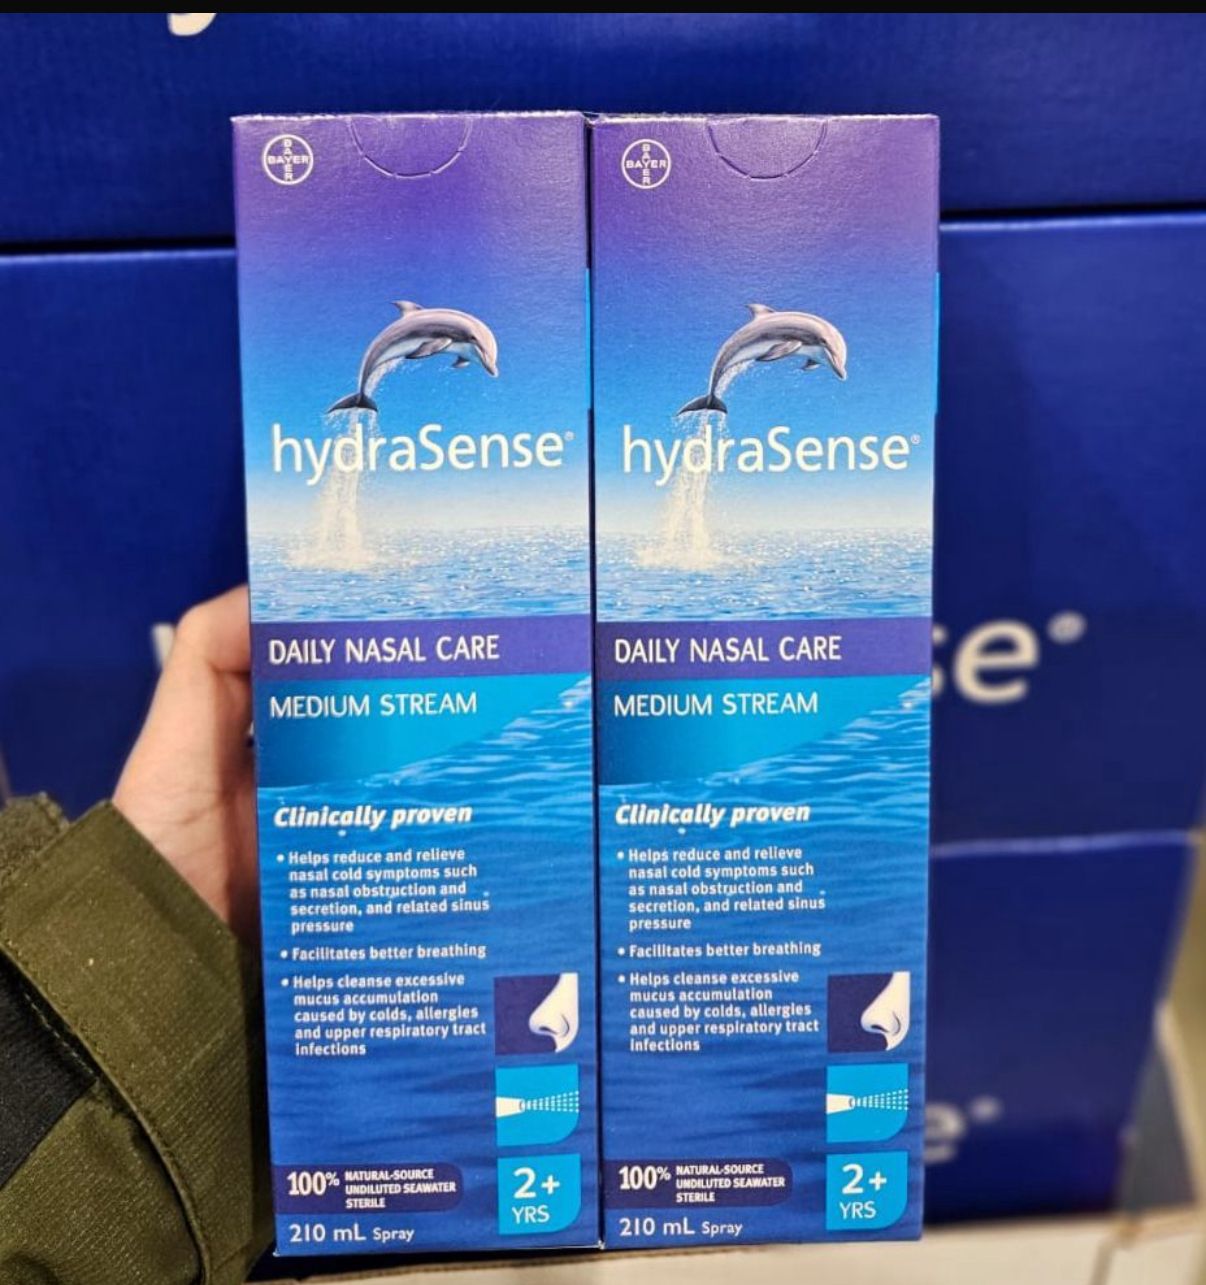 BAYER
BAYER
hydraSense®
DAILY NASAL CARE
MEDIUM STREAM
Clinically proven
• Helps reduce and relieve
nasal cold symptoms such
as nasal obstruction and
secretion, and related sinus
pressure
• Facilitates better breathing
• Helps cleanse excessive
mucus accumulation
caused by colds, allergies
and upper respiratory tract
infections
100% NATURAL-SOURCE
UNDILUTED SEAWATER
STERILE
210 mL Spray
2+
YRS
BAYER
BAYER
hydraSense®
DAILY NASAL CARE
MEDIUM STREAM
Clinically proven
• Helps reduce and relieve
nasal cold symptoms such
as nasal obstruction and
secretion, and related sinus
pressure
• Facilitates better breathing
• Helps cleanse excessive
mucus accumulation
caused by colds, allergies
and upper respiratory tract
infections
100% NATURAL-SOURCE
UNDILUTED SEAWATER
STERILE
210 mL Spray
2+
YRS
se®
e